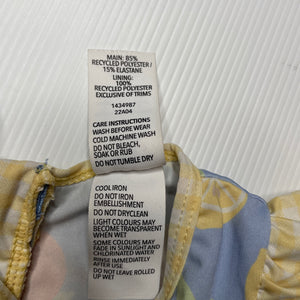 MAIN: 85%
RECYCLED POLYESTER /
15% ELASTANE
LINING:
100%
RECYCLED POLYESTER
EXCLUSIVE OF TRIMS
1434987
22A04
CARE INSTRUCTIONS
WASH BEFORE WEAR
COLD MACHINE WASH
DO NOT BLEACH,
SOAK OR RUB
DO NOT TUMBLE DRY
COOL IRON
DO NOT IRON
EMBELLISHMENT
DO NOT DRYCLEAN
LIGHT COLOURS MAY
BECOME TRANSPARENT
WHEN WET
SOME COLOURS MAY
FADE IN SUNLIGHT AND
CHLORINATED WATER
RINSE IMMEDIATELY
AFTER USE
DO NOT LEAVE ROLLED
UP WET